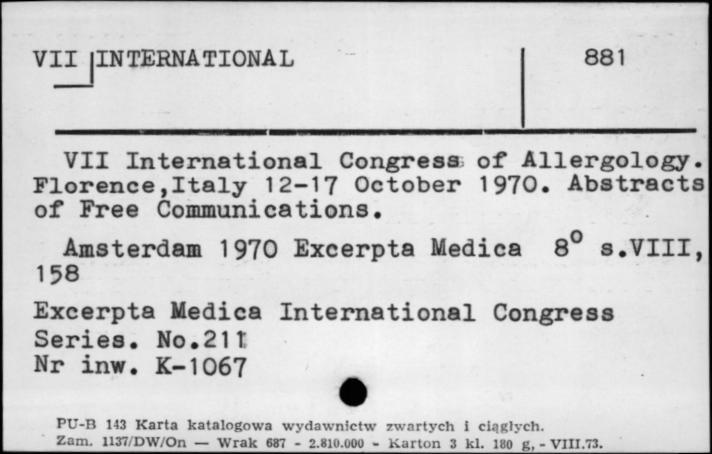 VII INTERNATIONAL 881
VII International Congress of Allergology.
Florence,Italy 12-17 October 1970. Abstracts
of Free Communications.
Amsterdam 1970 Excerpta Medica 8° s.VIII,
158
Excerpta Medica International Congress
Series. No.211
Nr inw. K-1067
PU-B 143 Karta katalogowa wydawnictw zwartych i ciągłych.
Zam. 1137/DW/On — Wrak 687 - 2.810.000 - Karton 3 kl. 180 g, - VIII.73.